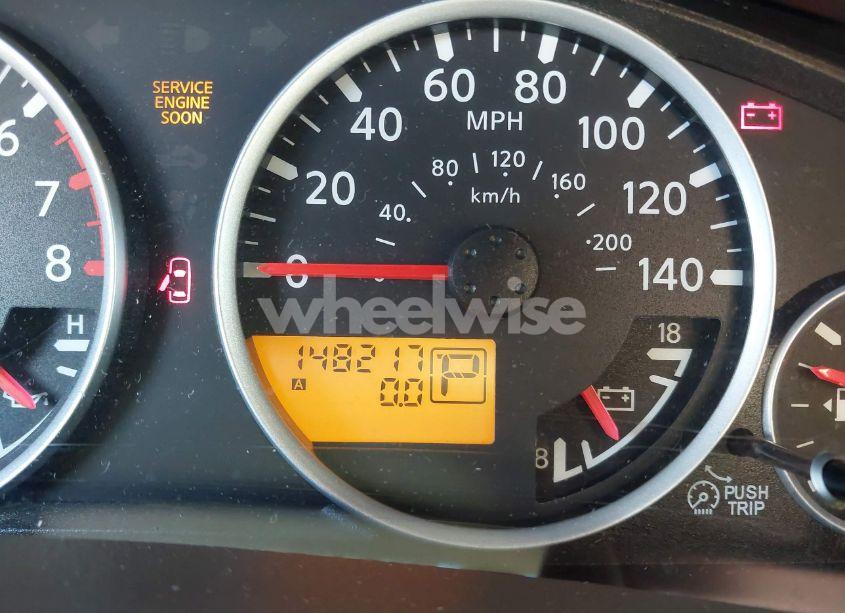 SERVICE
ENGINE
SOON
6
7
8
H
0
20
40
60
80
100
120
140
MPH
40
80
120
160
200
km/h
wheelwise
148217
A
0.0
P
18
8
PUSH
TRIP